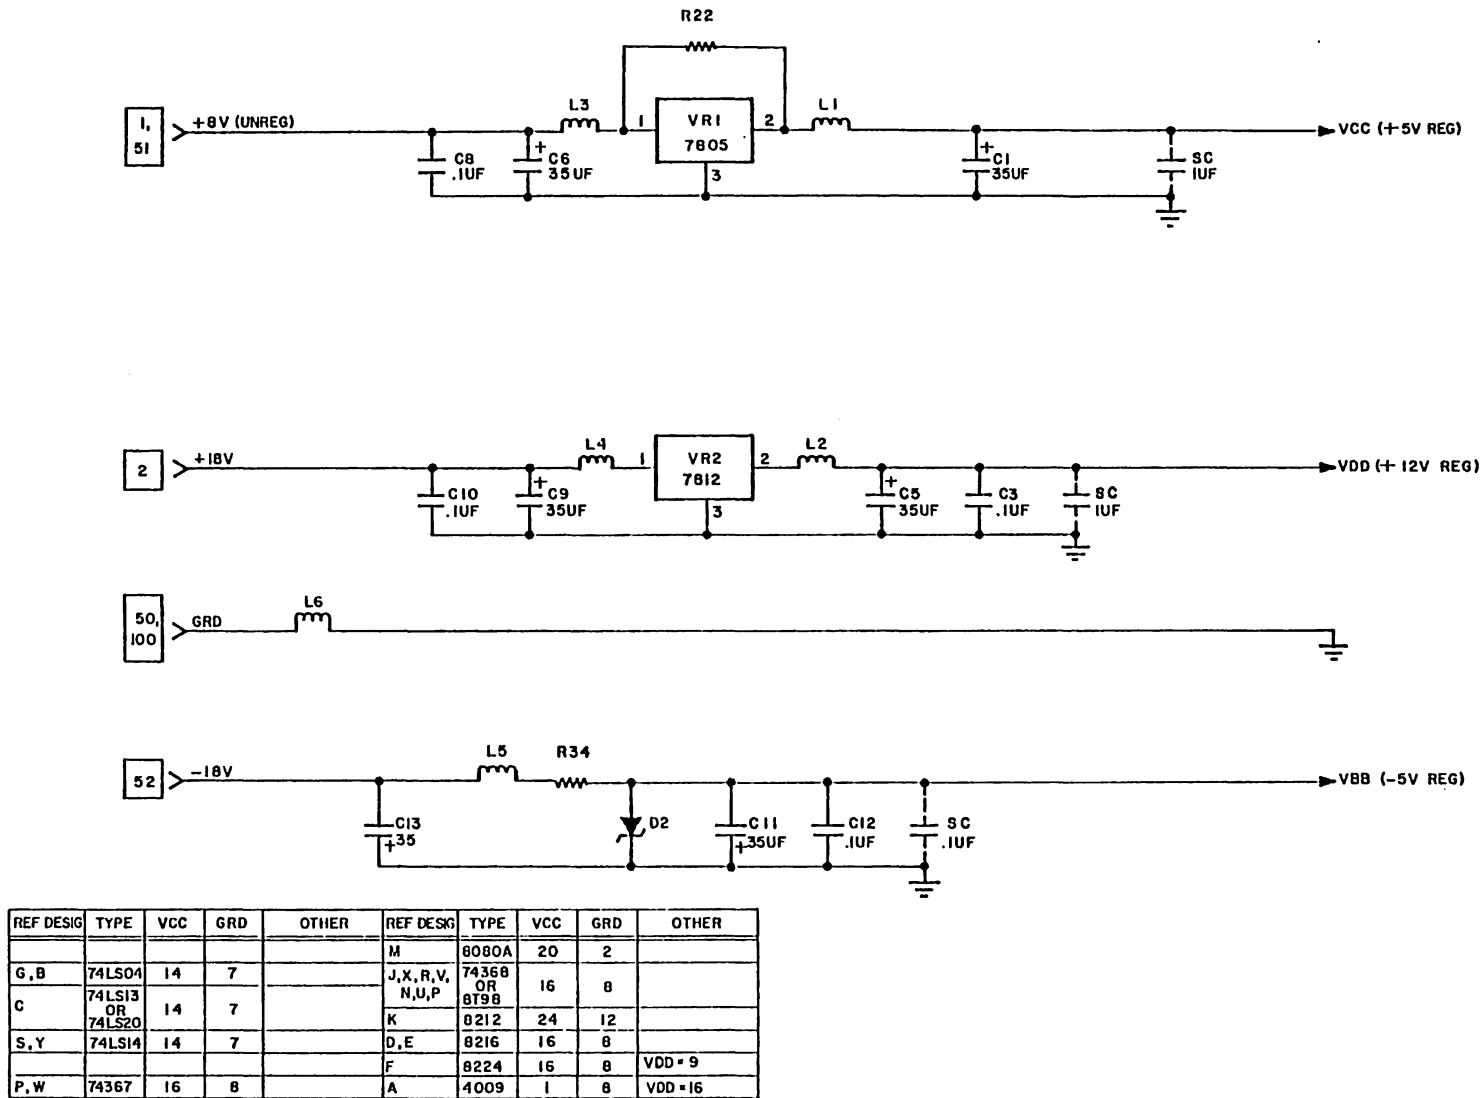 R22
1,
51
+8V (UNREG)
L3
1
VR1
7805
2
L1
3
C8
.1UF
+
C6
35UF
+
C1
35UF
SC
1UF
VCC (+5V REG)
2
+18V
L4
1
VR2
7812
2
L2
3
C10
.1UF
+
C9
35UF
+
C5
35UF
C3
.1UF
SC
1UF
VDD (+12V REG)
50,
100
GRD
L6
52
-18V
L5
R34
C13
+35
D2
C11
+35UF
C12
.1UF
SC
.1UF
VBB (-5V REG)
REF DESIG TYPE VCC GRD OTHER REF DESIG TYPE VCC GRD OTHER
M 8080A 20 2
G,B 74LS04 14 7
J,X,R,V,
N,U,P
74368
OR
8T98
16 8
C
74LS13
OR
74LS20
14 7
K 8212 24 12
S,Y 74LS14 14 7
D,E 8216 16 8
F 8224 16 8 VDD=9
P,W 74367 16 8
A 4009 1 8 VDD=16